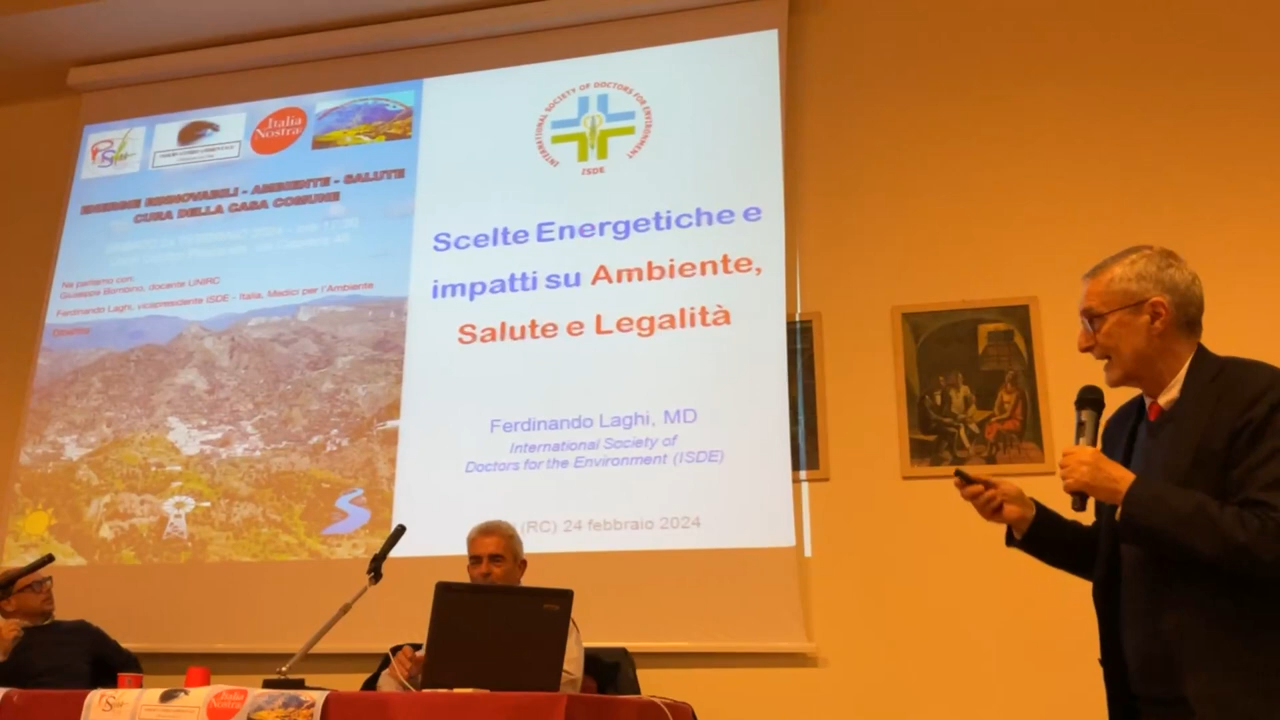 Italia
Nostra
ENERGIE RINNOVABILI - AMBIENTE - SALUTE
CURA DELLA CASA COMUNE
Ne parliamo con:
Giuseppe Bombino, docente UNIRC
Ferdinando Laghi, vicepresidente ISDE - Italia, Medici per l'Ambiente
INTERNATIONAL SOCIETY OF DOCTORS FOR ENVIRONMENT
ISDE
Scelte Energetiche e
impatti su Ambiente,
Salute e Legalità
Ferdinando Laghi, MD
International Society of
Doctors for the Environment (ISDE)
(RC) 24 febbraio 2024
Italia
Nostra